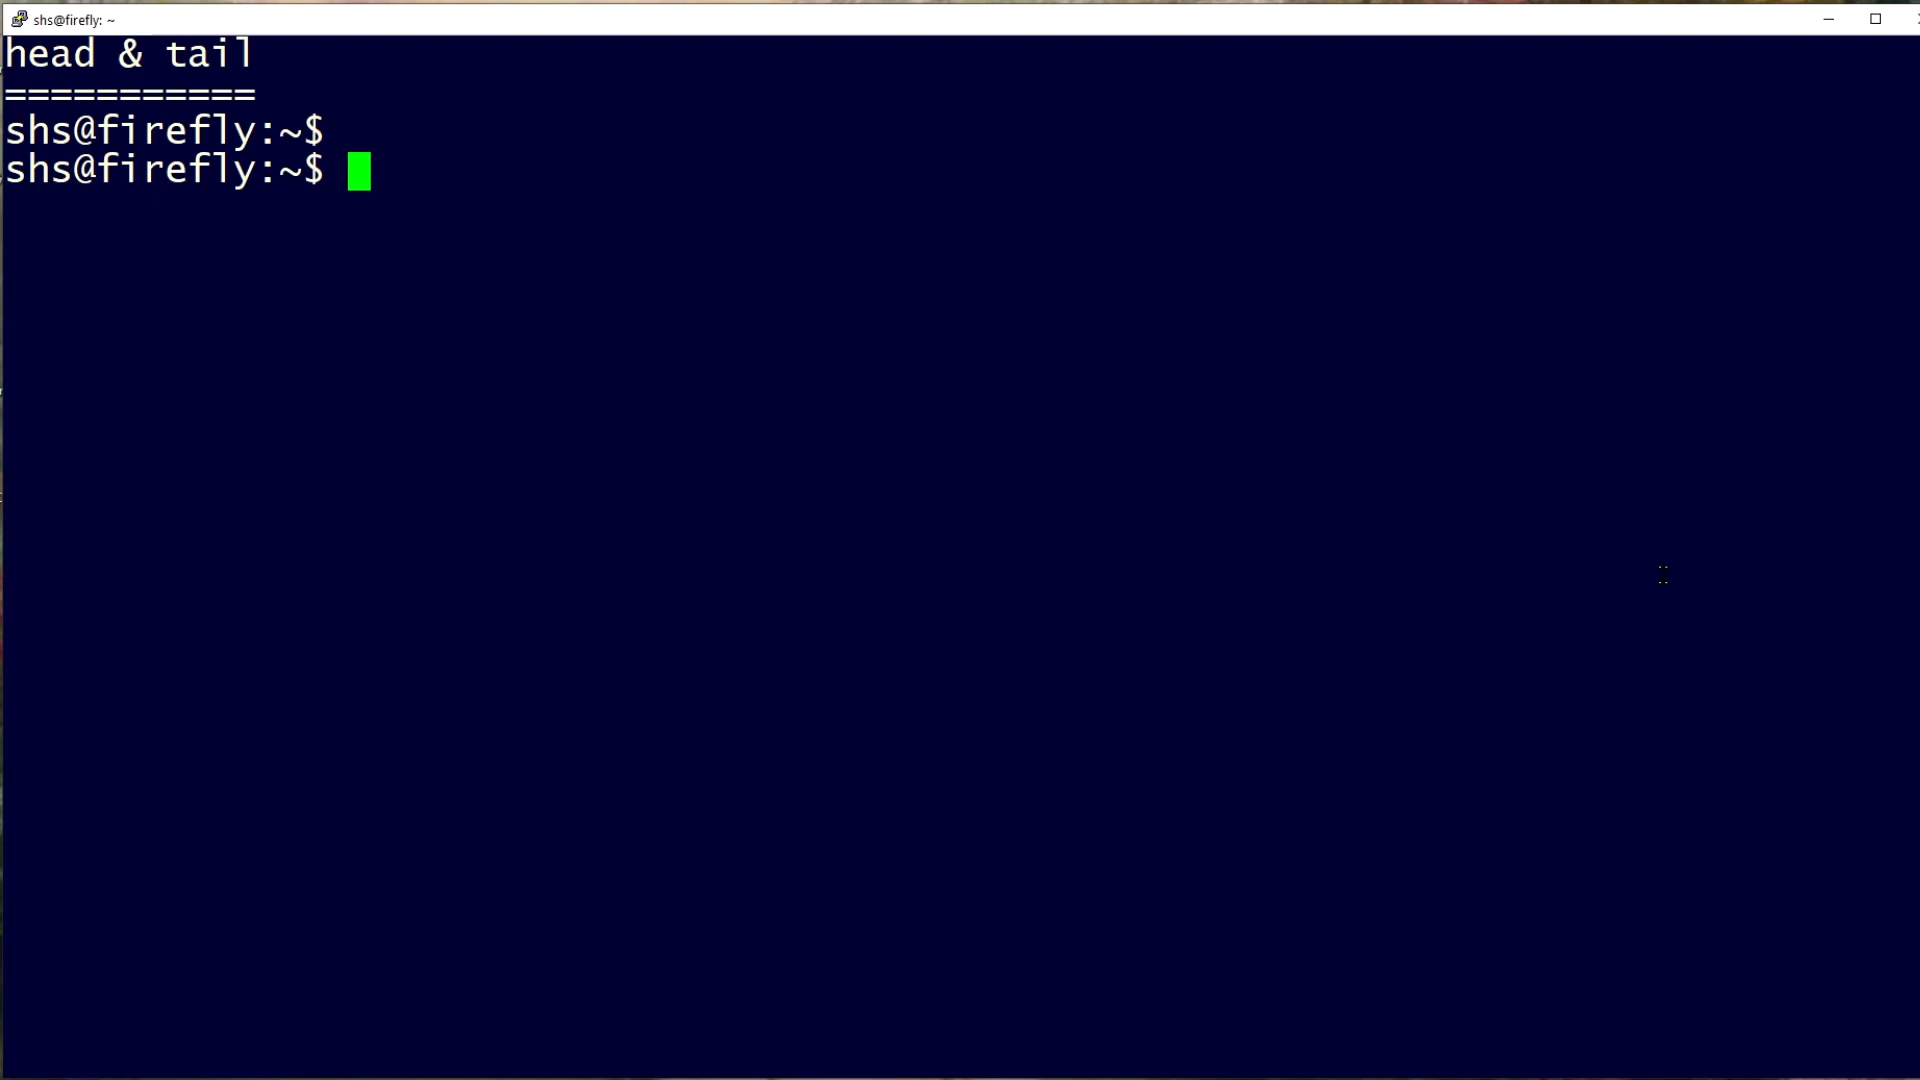 shs@firefly: ~
head & tail
===========
shs@firefly:~$
shs@firefly:~$